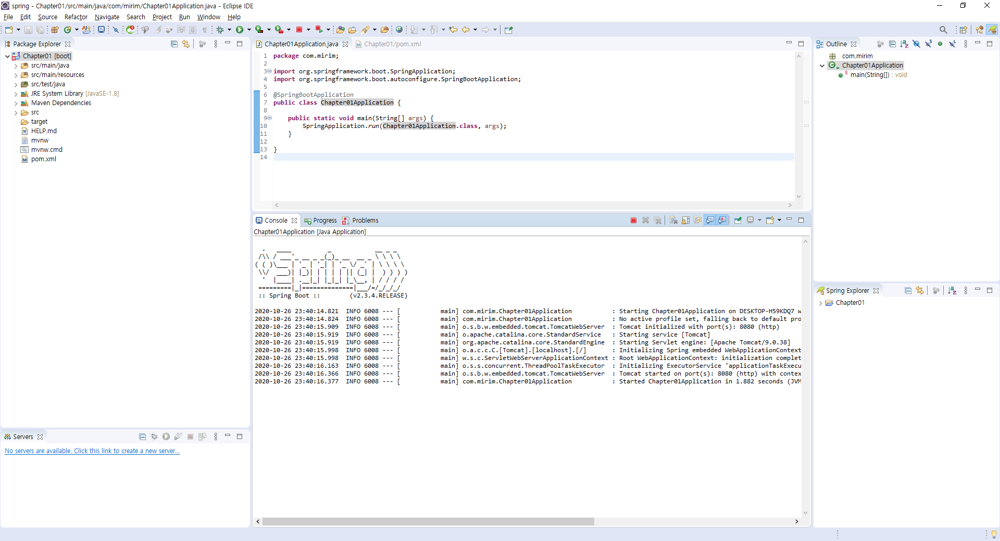 spring - Chapter01/src/main/java/com/mirim/Chapter01Application.java - Eclipse IDE
File Edit Source Refactor Navigate Search Project Run Window Help
Package Explorer
Chapter01 [boot]
src/main/java
src/main/resources
src/test/java
JRE System Library [JavaSE-1.8]
Maven Dependencies
src
target
HELP.md
mvnw
mvnw.cmd
pom.xml
Servers
No servers are available. Click this link to create a new server...
Chapter01Application.java Chapter01/pom.xml
1 package com.mirim;
2
3 import org.springframework.boot.SpringApplication;
4 import org.springframework.boot.autoconfigure.SpringBootApplication;
5
6 @SpringBootApplication
7 public class Chapter01Application {
8
9 public static void main(String[] args) {
10 SpringApplication.run(Chapter01Application.class, args);
11 }
12
13 }
14
Console Progress Problems
Chapter01Application [Java Application]
Spring
:: Spring Boot :: (v2.3.4.RELEASE)
2020-10-26 23:40:14.821 INFO 6008 --- [ main] com.mirim.Chapter01Application : Starting Chapter01Application on DESKTOP-H59KDQ7 w
2020-10-26 23:40:14.824 INFO 6008 --- [ main] com.mirim.Chapter01Application : No active profile set, falling back to default pro
2020-10-26 23:40:15.909 INFO 6008 --- [ main] o.s.b.w.embedded.tomcat.TomcatWebServer : Tomcat initialized with port(s): 8080 (http)
2020-10-26 23:40:15.919 INFO 6008 --- [ main] o.apache.catalina.core.StandardService : Starting service [Tomcat]
2020-10-26 23:40:15.919 INFO 6008 --- [ main] org.apache.catalina.core.StandardEngine : Starting Servlet engine: [Apache Tomcat/9.0.38]
2020-10-26 23:40:15.998 INFO 6008 --- [ main] o.a.c.c.C.[Tomcat].[localhost].[/] : Initializing Spring embedded WebApplicationContext
2020-10-26 23:40:15.998 INFO 6008 --- [ main] w.s.c.ServletWebServerApplicationContext : Root WebApplicationContext: initialization complet
2020-10-26 23:40:16.163 INFO 6008 --- [ main] o.s.s.concurrent.ThreadPoolTaskExecutor : Initializing ExecutorService 'applicationTaskExecu
2020-10-26 23:40:16.366 INFO 6008 --- [ main] o.s.b.w.embedded.tomcat.TomcatWebServer : Tomcat started on port(s): 8080 (http) with contex
2020-10-26 23:40:16.377 INFO 6008 --- [ main] com.mirim.Chapter01Application : Started Chapter01Application in 1.882 seconds (JVM
Outline
com.mirim
Chapter01Application
main(String[]) : void
Spring Explorer
Chapter01